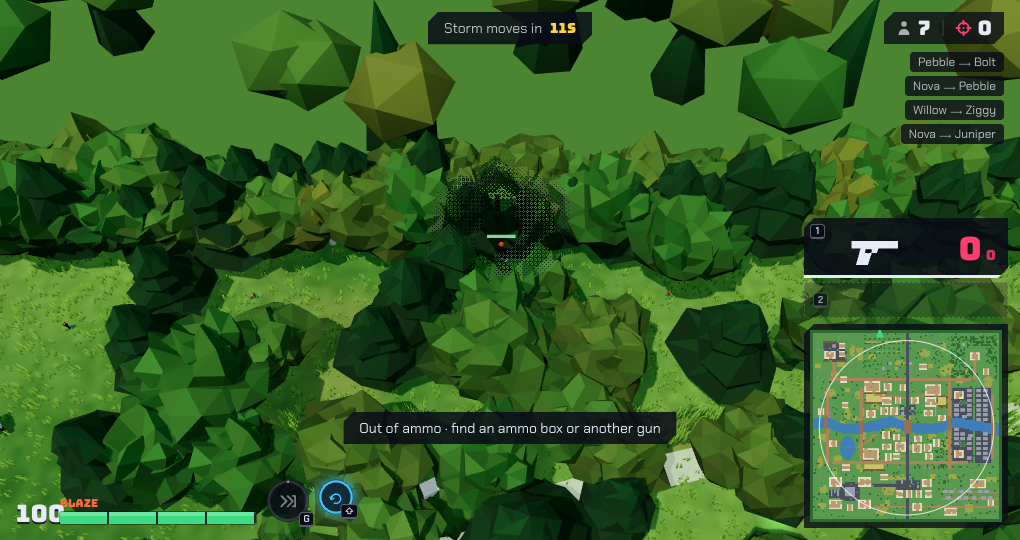 Storm moves in 11S
7 0
Pebble → Bolt
Nova → Pebble
Willow → Ziggy
Nova → Juniper
1
0 0
2
Out of ammo · find an ammo box or another gun
BLAZE
100
G